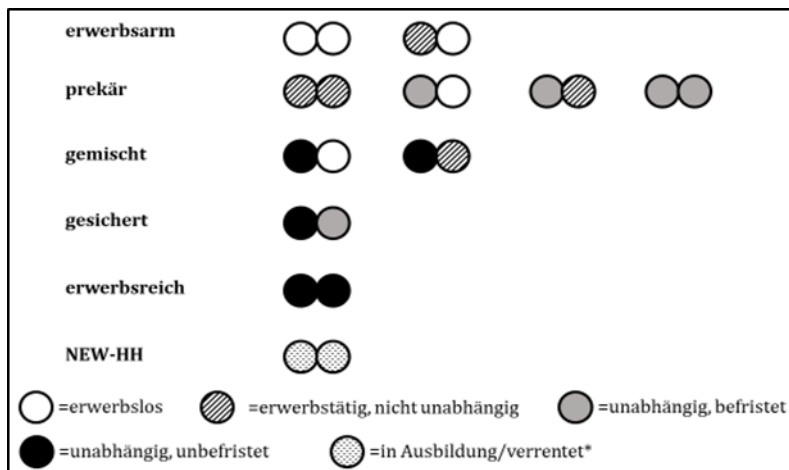 erwerbsarm
prekär
gemischt
gesichert
erwerbsreich
NEW-HH
=erwerbslos =erwerbstätig, nicht unabhängig =unabhängig, befristet
=unabhängig, unbefristet =in Ausbildung/verrentet*